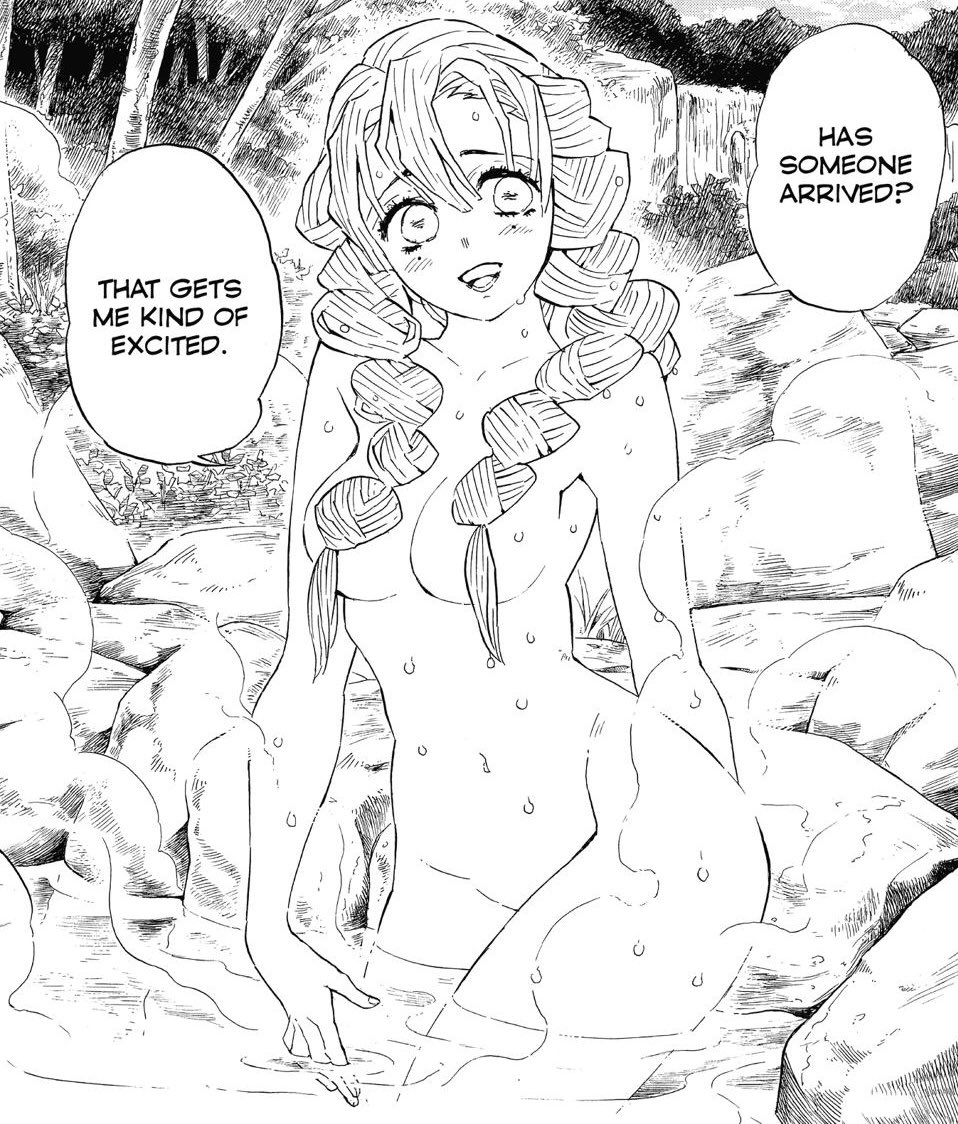 HAS
SOMEONE
ARRIVED?
THAT GETS
ME KIND OF
EXCITED.